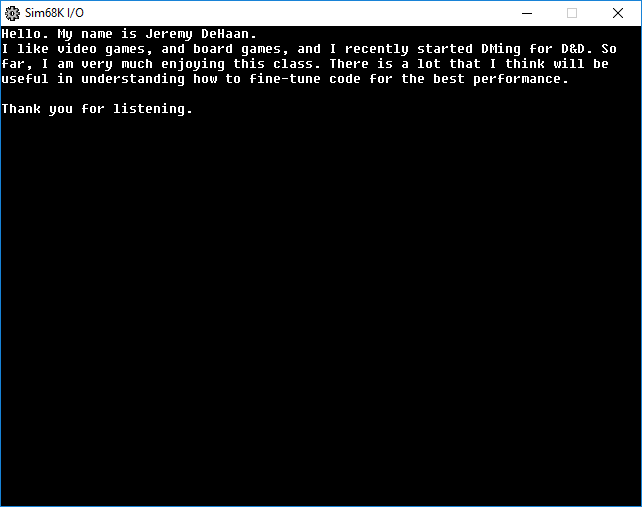 Sim68K I/O
Hello. My name is Jeremy DeHaan.
I like video games, and board games, and I recently started DMing for D&D. So
far, I am very much enjoying this class. There is a lot that I think will be
useful in understanding how to fine-tune code for the best performance.
Thank you for listening.